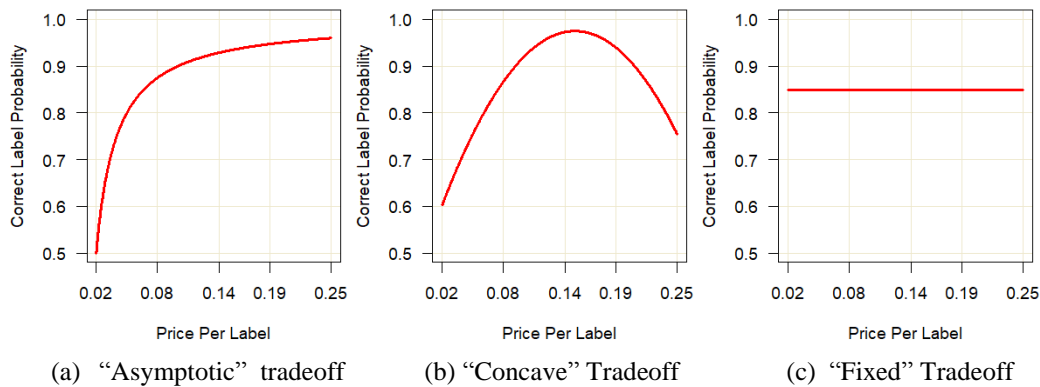 Correct Label Probability
1.0
0.9
0.8
0.7
0.6
0.5
0.02 0.08 0.14 0.19 0.25
Price Per Label
(a) “Asymptotic” tradeoff
Correct Label Probability
1.0
0.9
0.8
0.7
0.6
0.5
0.02 0.08 0.14 0.19 0.25
Price Per Label
(b) “Concave” Tradeoff
Correct Label Probability
1.0
0.9
0.8
0.7
0.6
0.5
0.02 0.08 0.14 0.19 0.25
Price Per Label
(c) “Fixed” Tradeoff